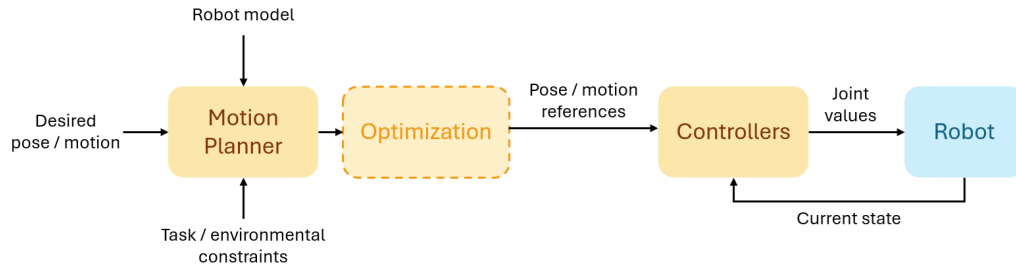 Robot model
Desired
pose / motion
Motion
Planner
Optimization
Pose / motion
references
Controllers
Joint
values
Robot
Current state
Task / environmental
constraints